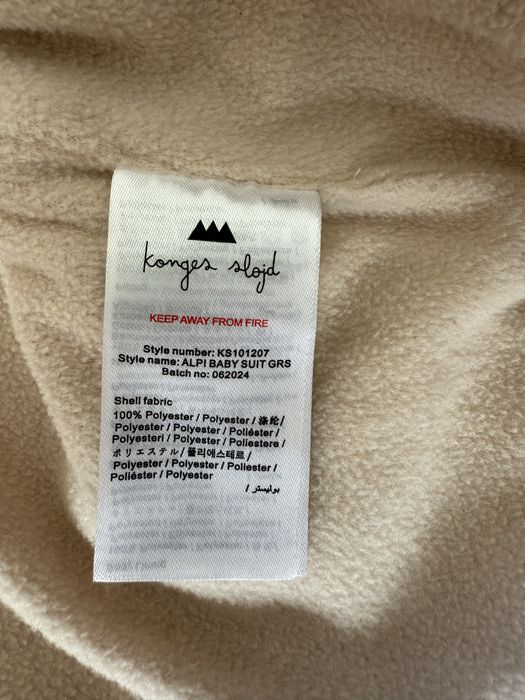 konges sløjd
KEEP AWAY FROM FIRE
Style number: KS101207
Style name: ALPI BABY SUIT GRS
Batch no: 062024
Shell fabric
100% Polyester / Polyester / 涤纶/
Polyester / Polyester / Poliéster /
Polyesteri / Polyester / Poliestere /
ポリエステル / 폴리에스테르 /
Polyester / Polyester / Poliester /
Poliéster / Polyester
بوليستر /